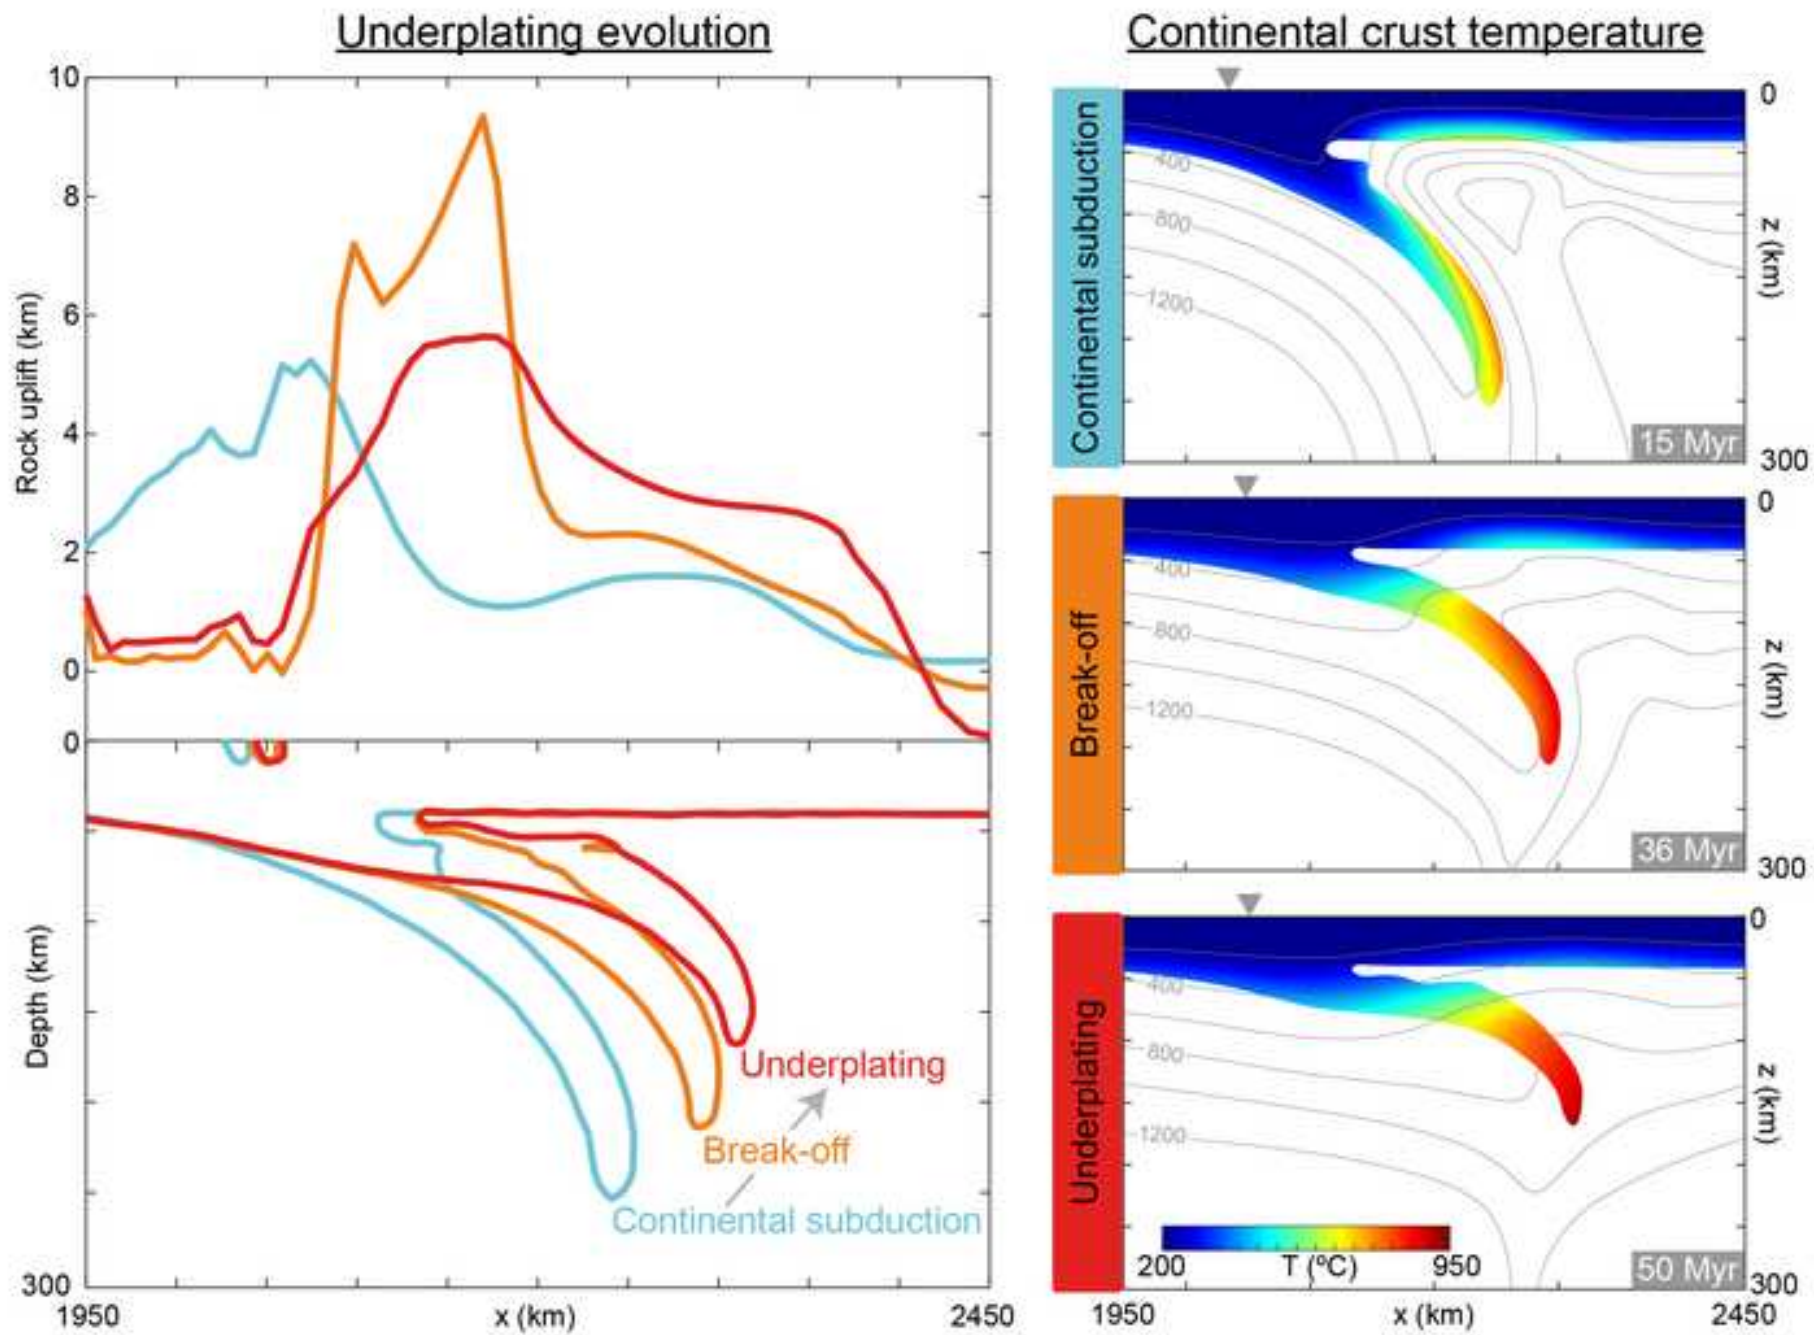 Underplating evolution
10
8
6
4
2
0
Rock uplift (km)
0
Depth (km)
300
1950
x (km)
2450
Underplating
Break-off
Continental subduction
Continental crust temperature
Continental subduction
400
800
1200
15 Myr
0
z (km)
300
Break-off
400
800
1200
36 Myr
0
z (km)
300
Underplating
400
800
1200
200
T (ºC)
950
50 Myr
0
z (km)
300
1950
x (km)
2450